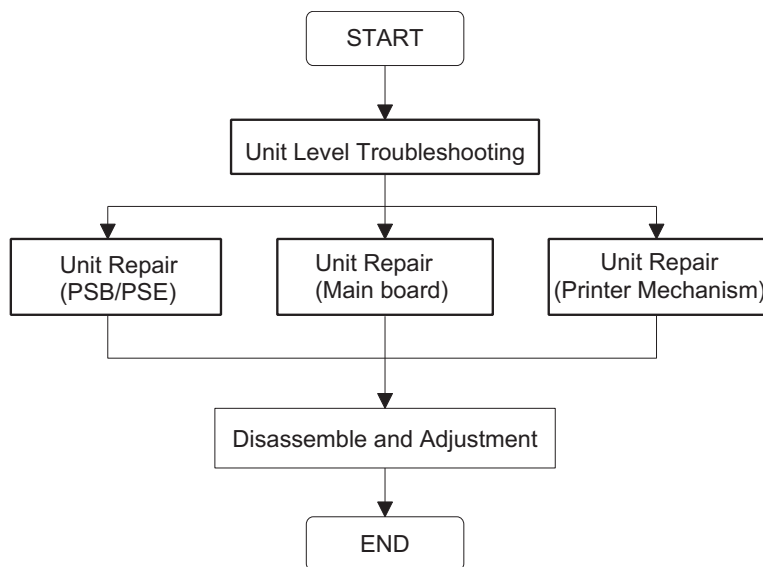 START
Unit Level Troubleshooting
Unit Repair
(PSB/PSE)
Unit Repair
(Main board)
Unit Repair
(Printer Mechanism)
Disassemble and Adjustment
END